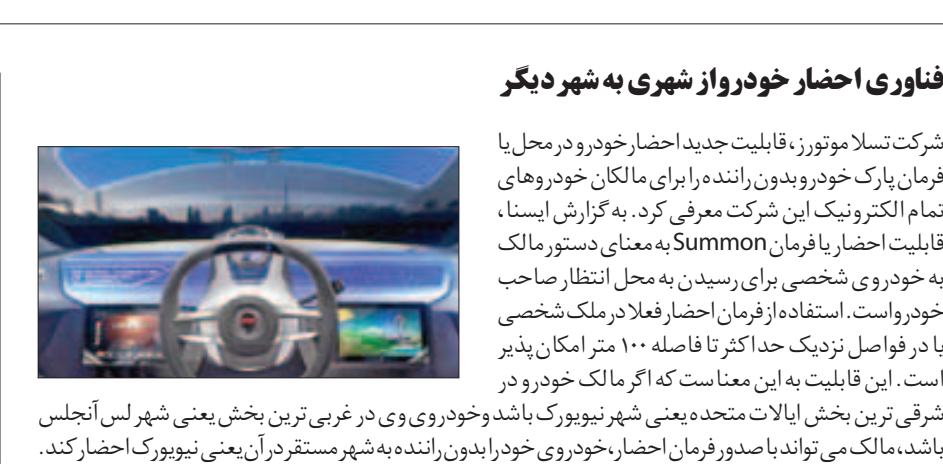 فناوری احضار خودرو از شهری به شهر دیگر
شرکت تسلا موتورز، قابلیت جدید احضار خودرو در محل یا
فرمان پارک خودرو بدون راننده را برای مالکان خودروهای
تمام الکترونیک این شرکت معرفی کرد. به گزارش ایسنا،
قابلیت احضار یا فرمان Summon به معنای دستور مالک
به خودروی شخصی برای رسیدن به محل انتظار صاحب
خودرو است. استفاده از فرمان احضار فعلا در ملک شخصی
یا در فواصل نزدیک حداکثر تا فاصله ۱۰۰ متر امکان پذیر
است. این قابلیت به این معناست که اگر مالک خودرو در
شرقی ترین بخش ایالات متحده یعنی شهر نیویورک باشد وخودروی وی در غربی ترین بخش یعنی شهر لس آنجلس
باشد، مالک می تواند با صدور فرمان احضار، خودروی خود را بدون راننده به شهر مستقر در آن یعنی نیویورک احضار کند.